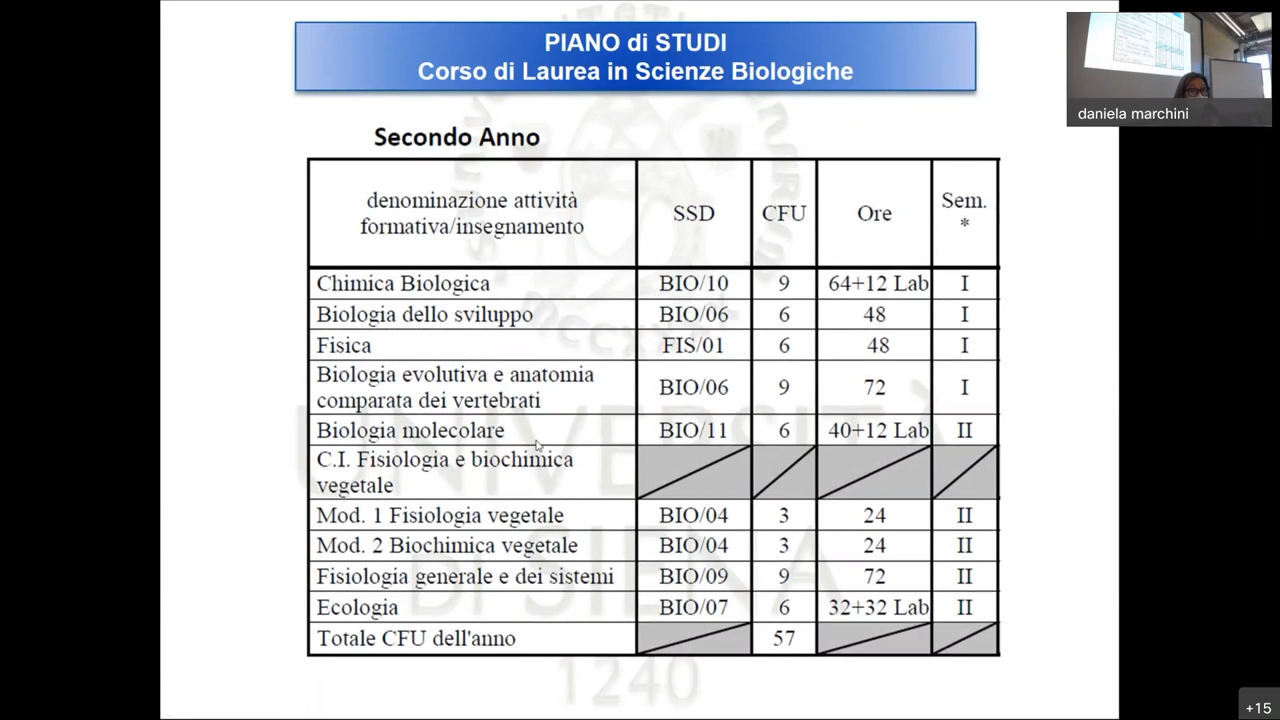 PIANO di STUDI
Corso di Laurea in Scienze Biologiche
daniela marchini
Secondo Anno
denominazione attività
formativa/insegnamento
SSD
CFU
Ore
Sem.
*
Chimica Biologica BIO/10 9 64+12 Lab I
Biologia dello sviluppo BIO/06 6 48 I
Fisica FIS/01 6 48 I
Biologia evolutiva e anatomia
comparata dei vertebrati BIO/06 9 72 I
Biologia molecolare BIO/11 6 40+12 Lab II
C.I. Fisiologia e biochimica
vegetale
Mod. 1 Fisiologia vegetale BIO/04 3 24 II
Mod. 2 Biochimica vegetale BIO/04 3 24 II
Fisiologia generale e dei sistemi BIO/09 9 72 II
Ecologia BIO/07 6 32+32 Lab II
Totale CFU dell'anno 57
UNIVERSITÀ
DI SIENA
1240
+15